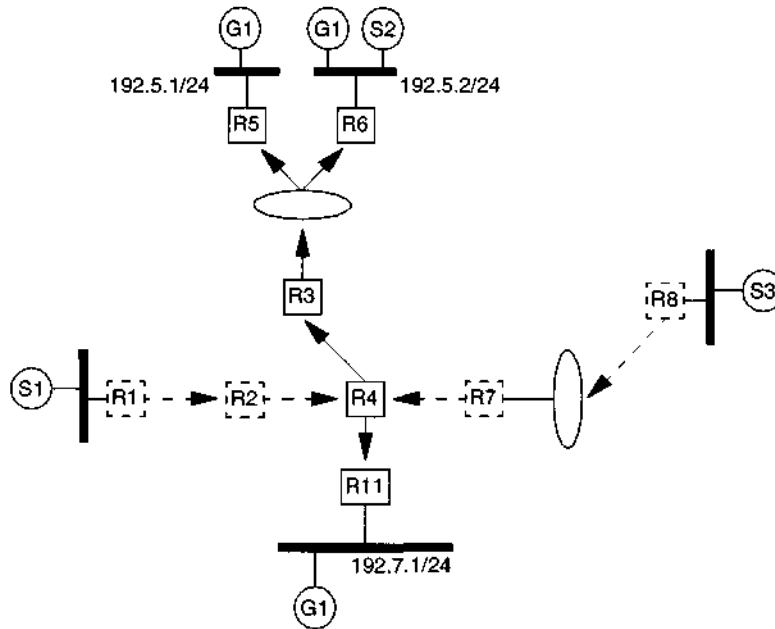 G1 G1 S2
192.5.1/24 192.5.2/24
R5 R6
R3
R8 S3
S1 R1 R2 R4 R7
R11
192.7.1/24
G1